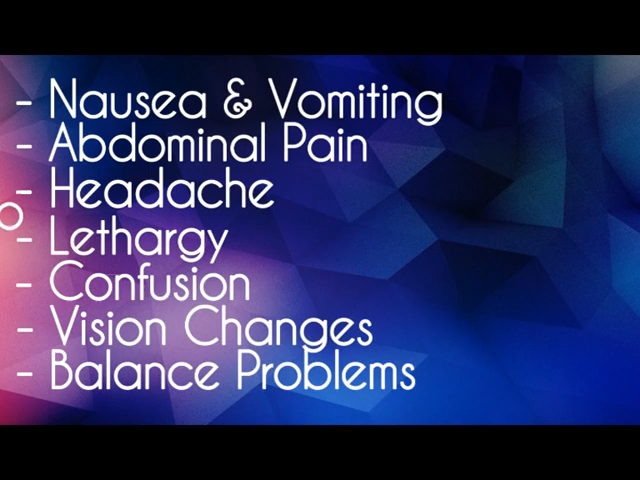 - Nausea & Vomiting
- Abdominal Pain
- Headache
- Lethargy
- Confusion
- Vision Changes
- Balance Problems